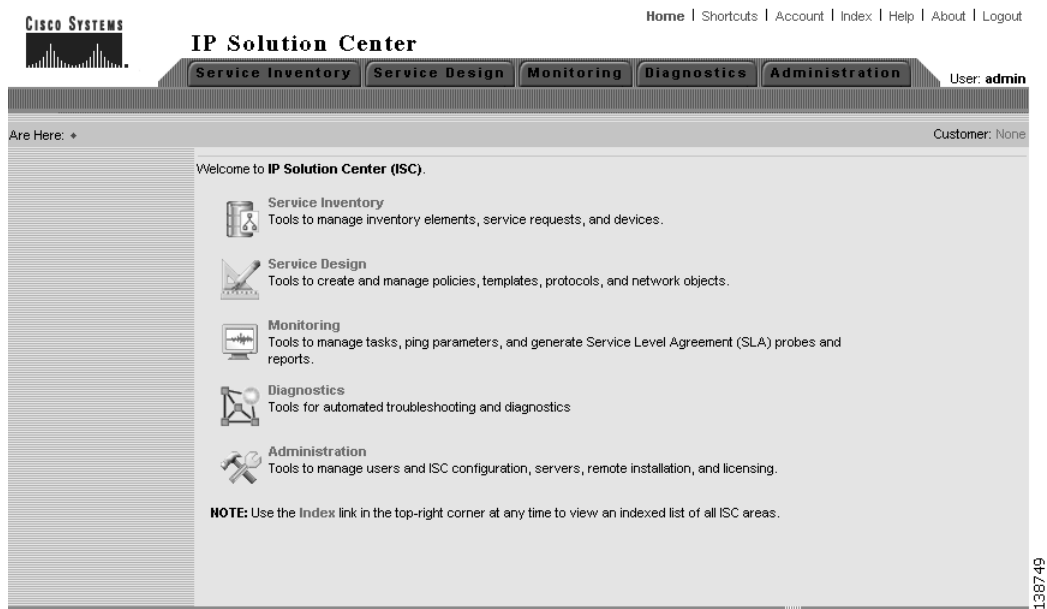 CISCO SYSTEMS
Home | Shortcuts | Account | Index | Help | About | Logout
IP Solution Center
Service Inventory Service Design Monitoring Diagnostics Administration
User: admin
Are Here:
Customer: None
Welcome to IP Solution Center (ISC).
Service Inventory
Tools to manage inventory elements, service requests, and devices.
Service Design
Tools to create and manage policies, templates, protocols, and network objects.
Monitoring
Tools to manage tasks, ping parameters, and generate Service Level Agreement (SLA) probes and
reports.
Diagnostics
Tools for automated troubleshooting and diagnostics
Administration
Tools to manage users and ISC configuration, servers, remote installation, and licensing.
NOTE: Use the Index link in the top-right corner at any time to view an indexed list of all ISC areas.
138749